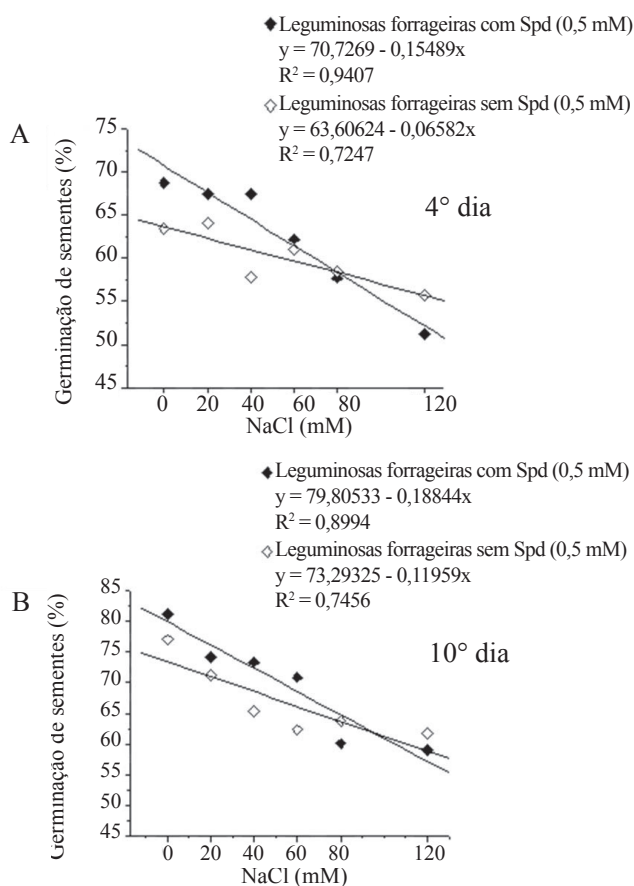 ◆ Leguminosas forrageiras com Spd (0,5 mM)
y = 70,7269 - 0,15489x
R² = 0,9407
◇ Leguminosas forrageiras sem Spd (0,5 mM)
y = 63,60624 - 0,06582x
R² = 0,7247
A
4° dia
Germinação de sementes (%)
75
70
65
60
55
50
45
0 20 40 60 80 120
NaCl (mM)
◆ Leguminosas forrageiras com Spd (0,5 mM)
y = 79,80533 - 0,18844x
R² = 0,8994
◇ Leguminosas forrageiras sem Spd (0,5 mM)
y = 73,29325 - 0,11959x
R² = 0,7456
B
10° dia
Germinação de sementes (%)
85
80
75
70
65
60
55
50
45
0 20 40 60 80 120
NaCl (mM)